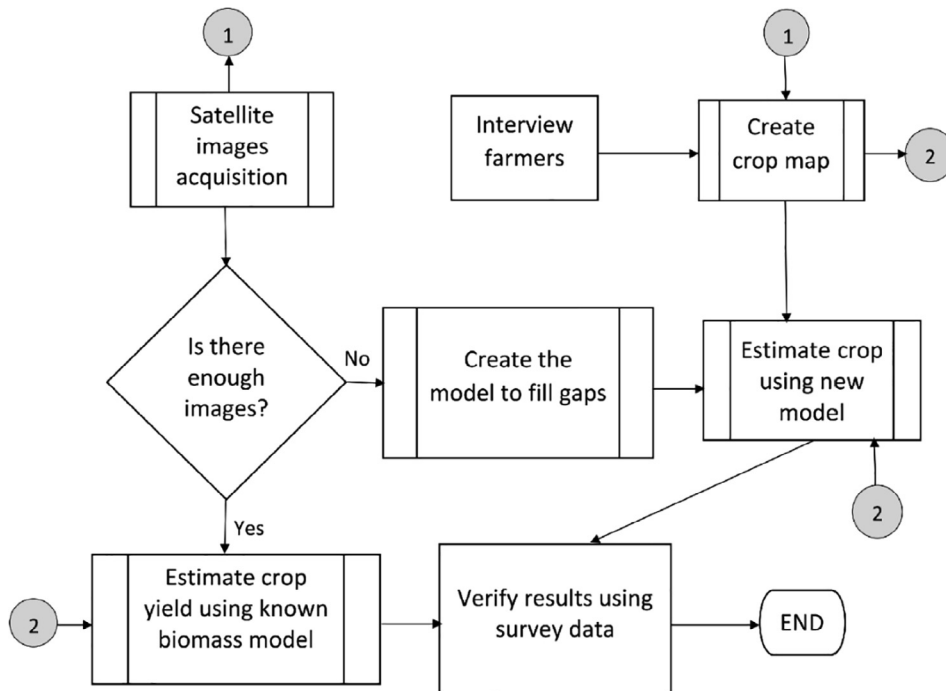 1
1
Satellite
images
acquisition
Interview
farmers
Create
crop map
2
Is there
enough
images?
No
Create the
model to fill gaps
Estimate crop
using new
model
2
Yes
2
Estimate crop
yield using known
biomass model
Verify results using
survey data
END